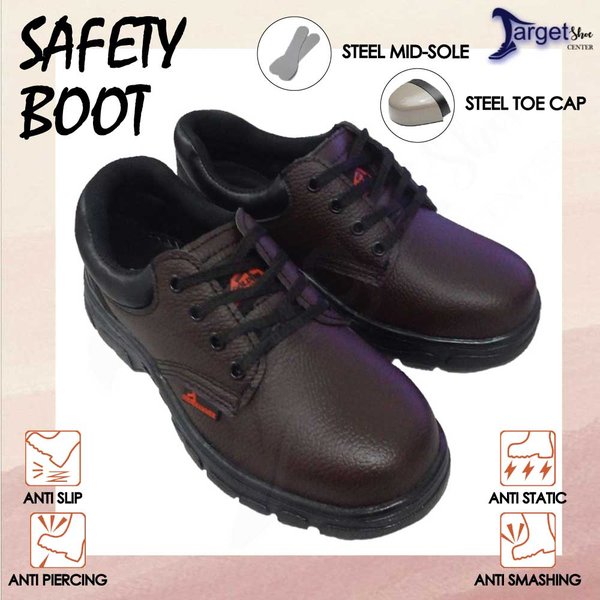 SAFETY
BOOT
STEEL MID-SOLE
STEEL TOE CAP
Target Shoe
CENTER
ANTI SLIP
ANTI STATIC
ANTI PIERCING
ANTI SMASHING